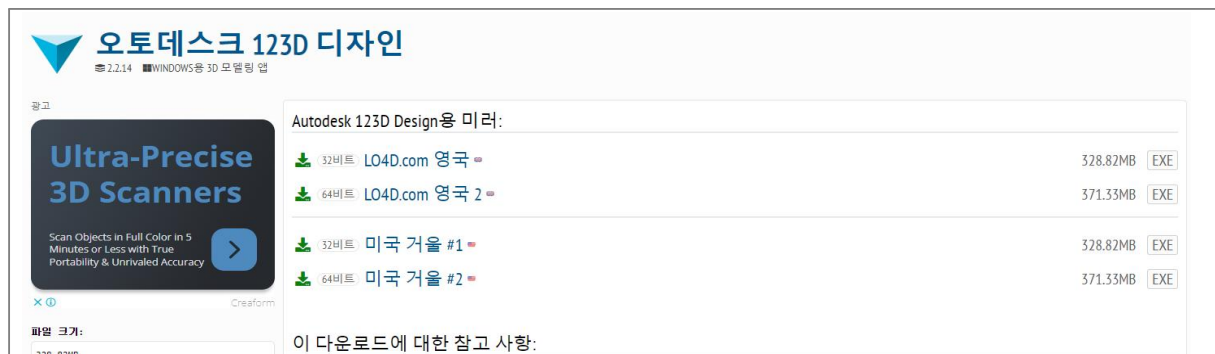 오토데스크 123D 디자인
2.2.14 WINDOWS용 3D 모델링 앱
광고
Ultra-Precise
3D Scanners
Scan Objects in Full Color in 5
Minutes or Less with True
Portability & Unrivaled Accuracy
Creaform
파일 크기:
Autodesk 123D Design용 미러:
32비트 LO4D.com 영국 328.82MB EXE
64비트 LO4D.com 영국 2 371.33MB EXE
32비트 미국 거울 #1 328.82MB EXE
64비트 미국 거울 #2 371.33MB EXE
이 다운로드에 대한 참고 사항: